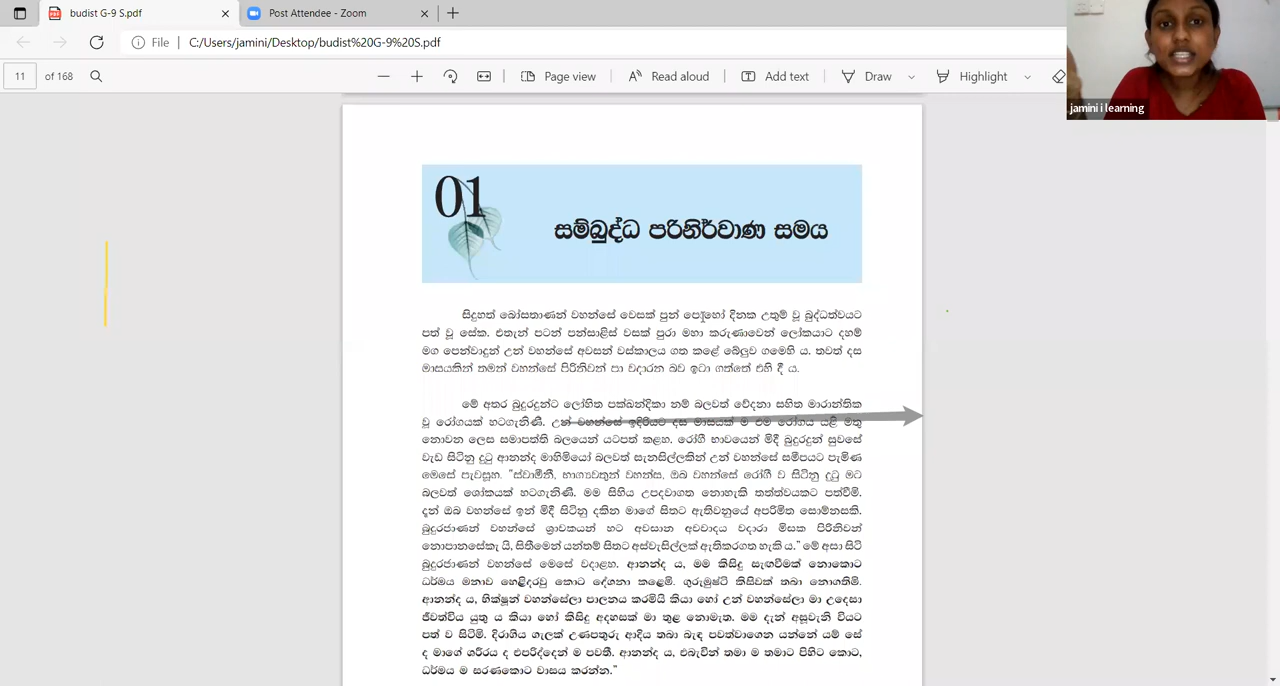 budist G-9 S.pdf
Post Attendee - Zoom
File
C:/Users/jamini/Desktop/budist%20G-9%20S.pdf
11 of 168
Page view
Read aloud
Add text
Draw
Highlight
jamini i learning
01
සම්බුද්ධ පරිනිර්වාණ සමය
සිදුහත් බෝසතාණන් වහන්සේ වෙසක් පුන් පොහෝ දිනක උතුම් වූ බුද්ධත්වයට
පත් වූ සේක. එතැන් පටන් පන්සාළිස් වසක් පුරා මහා කරුණාවෙන් ලෝකයාට දහම්
මග පෙන්වාදුන් උන් වහන්සේ අවසන් වස්කාලය ගත කළේ බේලුව ගමෙහි ය. තවත් දස
මාසයකින් තමන් වහන්සේ පිරිනිවන් පා වදාරන බව ඉටා ගත්තේ එහි දී ය.
මේ අතර බුදුරදුන්ට ලෝහිත පක්ඛන්දිකා නම් බලවත් වේදනා සහිත මාරාන්තික
වූ රෝගයක් හටගැනිණි. උන් වහන්සේ ඉදිරියට දස මාසයක් ම එම රෝගය යළි මතු
නොවන ලෙස සමාපත්ති බලයෙන් යටපත් කළහ. රෝගී භාවයෙන් මිදී බුදුරදුන් සුවසේ
වැඩ සිටිනු දුටු ආනන්ද මාහිමියෝ බලවත් සැනසිල්ලකින් උන් වහන්සේ සමීපයට පැමිණ
මෙසේ පැවසූහ. "ස්වාමීනී, භාග්‍යවතුන් වහන්ස, ඔබ වහන්සේ රෝගී ව සිටිනු දුටු මට
බලවත් ශෝකයක් හටගැනිණි. මම සිහිය උපදවාගත නොහැකි තත්ත්වයකට පත්වීමි.
දැන් ඔබ වහන්සේ ඉන් මිදී සිටිනු දකින මාගේ සිතට ඇතිවනුයේ අපරිමිත සොම්නසකි.
බුදුරජාණන් වහන්සේ ශ්‍රාවකයන් හට අවසාන අවවාදය වදාරා මිසක පිරිනිවන්
නොපානසේකැ යි, සිතීමෙන් යන්තම් සිතට අස්වැසිල්ලක් ඇතිකරගත හැකි ය." මේ අසා සිටි
බුදුරජාණන් වහන්සේ මෙසේ වදාළහ. ආනන්ද ය, මම කිසිදු සැඟවීමක් නොකොට
ධර්මය මනාව හෙළිදරවු කොට දේශනා කළෙමි. ගුරුමුෂ්ටි කිසිවක් තබා නොගතිමි.
ආනන්ද ය, භික්ෂූන් වහන්සේලා පාලනය කරමියි කියා හෝ උන් වහන්සේලා මා උදෙසා
ජීවත්විය යුතු ය කියා හෝ කිසිදු අදහසක් මා තුළ නොමැත. මම දැන් අසූවැනි වියට
පත් ව සිටිමි. දිරාගිය ගැලක් උණපතුරු ආදිය තබා බැඳ පවත්වාගෙන යන්නේ යම් සේ
ද මාගේ ශරීරය ද එපරිද්දෙන් ම පවතී. ආනන්ද ය, එබැවින් තමා ම තමාට පිහිට කොට,
ධර්මය ම සරණකොට වාසය කරන්න."